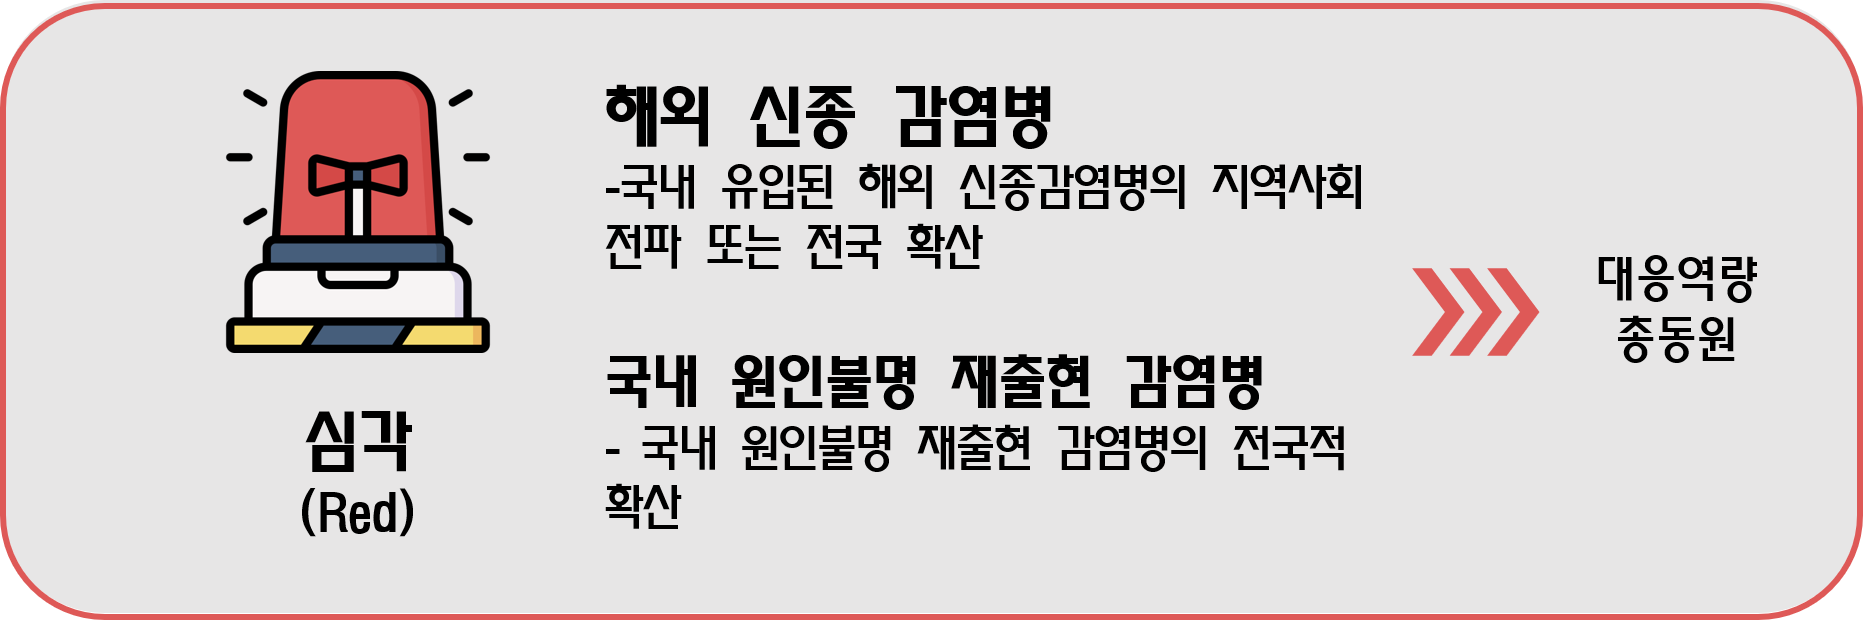 해외 신종 감염병
-국내 유입된 해외 신종감염병의 지역사회
전파 또는 전국 확산
국내 원인불명 재출현 감염병
- 국내 원인불명 재출현 감염병의 전국적
확산
심각
(Red)
대응역량
총동원